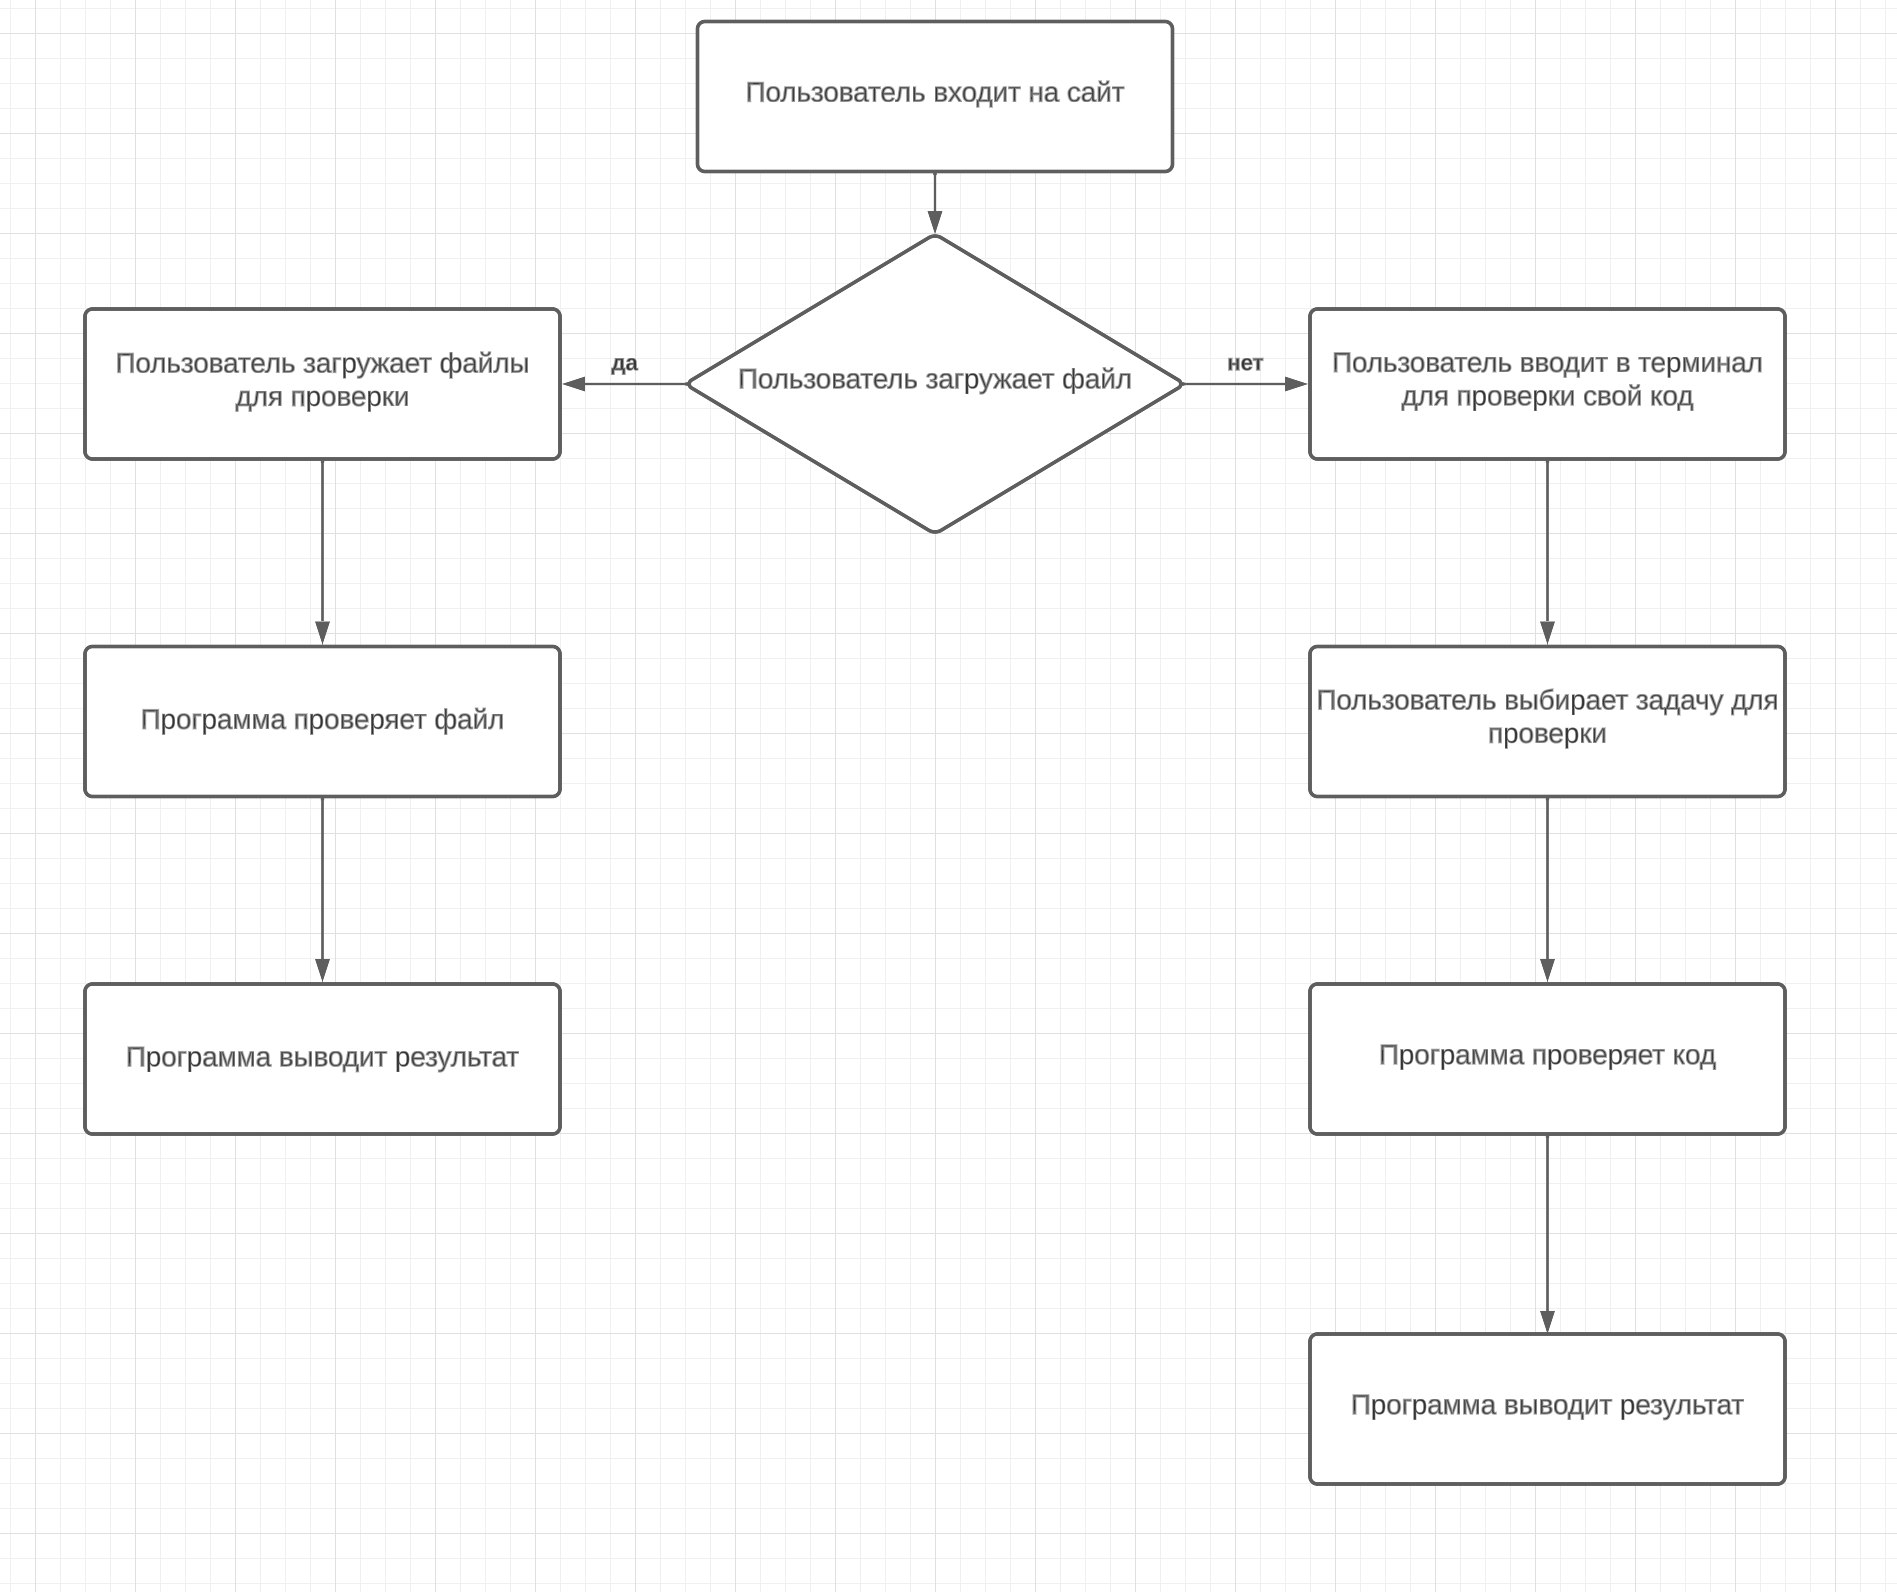 Пользователь входит на сайт
Пользователь загружает файлы
для проверки
да
Пользователь загружает файл
нет
Пользователь вводит в терминал
для проверки свой код
Программа проверяет файл
Пользователь выбирает задачу для
проверки
Программа выводит результат
Программа проверяет код
Программа выводит результат